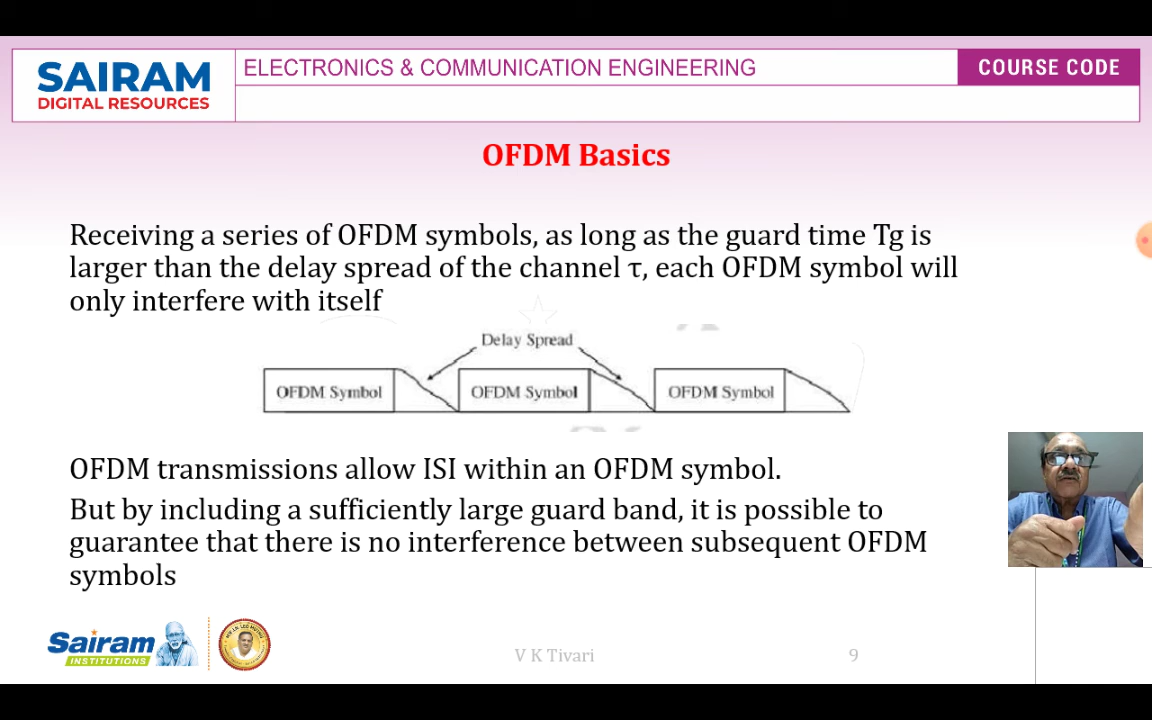 SAIRAM
DIGITAL RESOURCES
ELECTRONICS & COMMUNICATION ENGINEERING
COURSE CODE
OFDM Basics
Receiving a series of OFDM symbols, as long as the guard time Tg is
larger than the delay spread of the channel τ, each OFDM symbol will
only interfere with itself
Delay Spread
OFDM Symbol
OFDM Symbol
OFDM Symbol
OFDM transmissions allow ISI within an OFDM symbol.
But by including a sufficiently large guard band, it is possible to
guarantee that there is no interference between subsequent OFDM
symbols
Sairam
INSTITUTIONS
V K Tivari
9